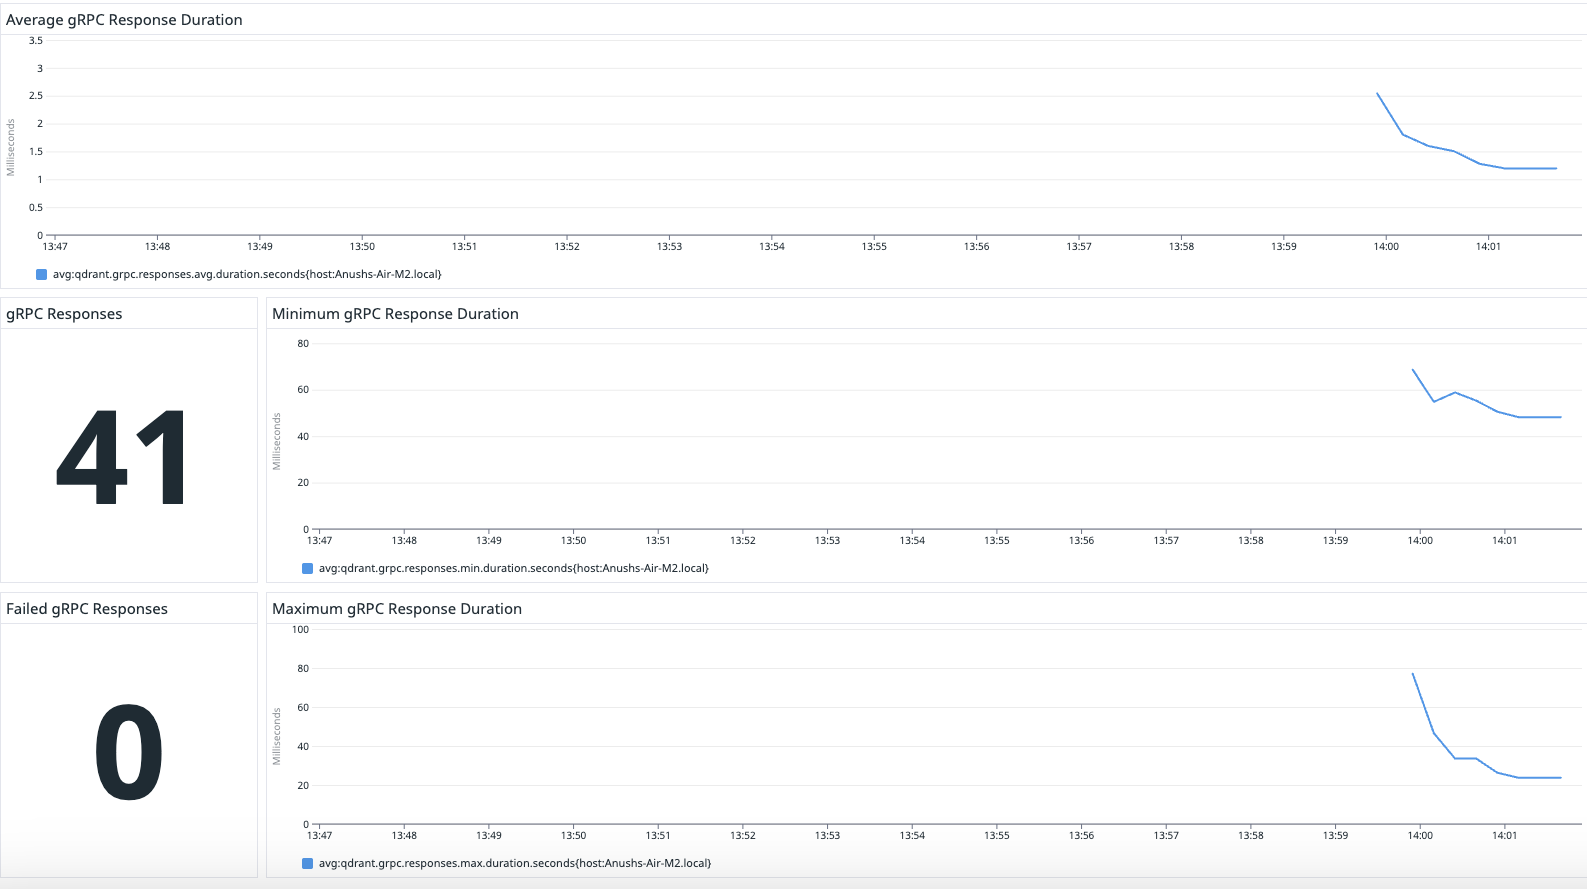 Average gRPC Response Duration
3.5
3
2.5
2
1.5
1
0.5
0
Milliseconds
13:47 13:48 13:49 13:50 13:51 13:52 13:53 13:54 13:55 13:56 13:57 13:58 13:59 14:00 14:01
avg:qdrant.grpc.responses.avg.duration.seconds{host:Anushs-Air-M2.local}
gRPC Responses
41
Minimum gRPC Response Duration
80
60
40
20
0
Milliseconds
13:47 13:48 13:49 13:50 13:51 13:52 13:53 13:54 13:55 13:56 13:57 13:58 13:59 14:00 14:01
avg:qdrant.grpc.responses.min.duration.seconds{host:Anushs-Air-M2.local}
Failed gRPC Responses
0
Maximum gRPC Response Duration
100
80
60
40
20
0
Milliseconds
13:47 13:48 13:49 13:50 13:51 13:52 13:53 13:54 13:55 13:56 13:57 13:58 13:59 14:00 14:01
avg:qdrant.grpc.responses.max.duration.seconds{host:Anushs-Air-M2.local}